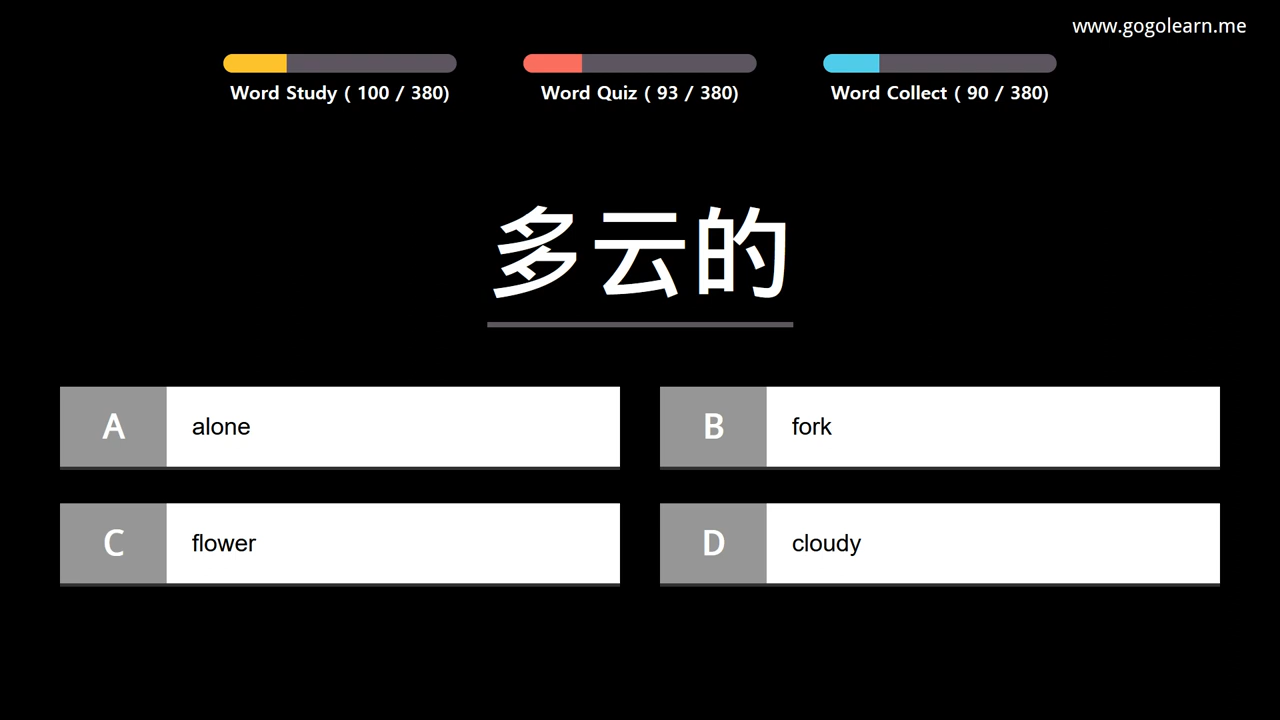 www.gogolearn.me
Word Study ( 100 / 380)
Word Quiz ( 93 / 380)
Word Collect ( 90 / 380)
多云的
A alone
B fork
C flower
D cloudy